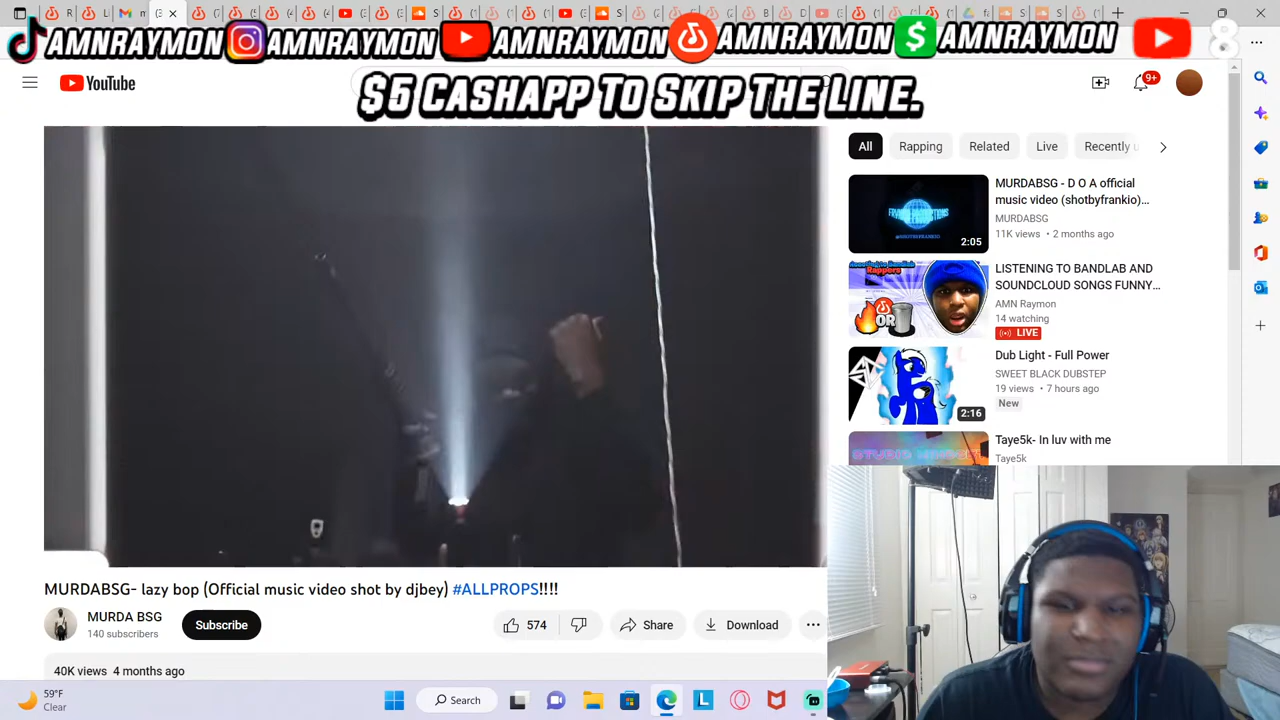 AMNRAYMON AMNRAYMON AMNRAYMON AMNRAYMON $ AMNRAYMON
$5 CASHAPP TO SKIP THE LINE.
YouTube
9+
All Rapping Related Live Recently u
MURDABSG - D O A official
music video (shotbyfrankio)...
MURDABSG
11K views • 2 months ago
2:05
LISTENING TO BANDLAB AND
SOUNDCLOUD SONGS FUNNY...
AMN Raymon
14 watching
LIVE
OR
Dub Light - Full Power
SWEET BLACK DUBSTEP
19 views • 7 hours ago
New
2:16
Taye5k- In luv with me
Taye5k
MURDABSG- lazy bop (Official music video shot by djbey) #ALLPROPS!!!!
MURDA BSG
140 subscribers
Subscribe
574
Share
Download
40K views 4 months ago
59°F
Clear
Search